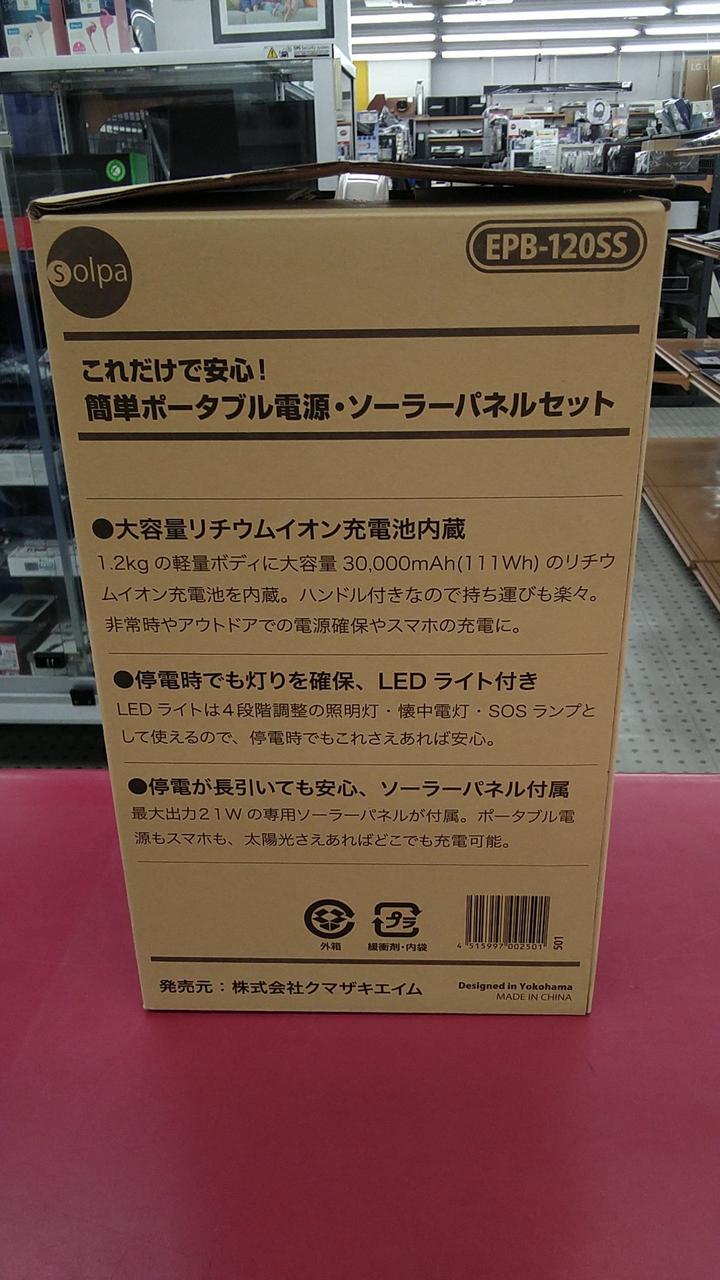 solpa
EPB-120SS
これだけで安心！
簡単ポータブル電源・ソーラーパネルセット
●大容量リチウムイオン充電池内蔵
1.2kg の軽量ボディに大容量 30,000mAh(111Wh) のリチウ
ムイオン充電池を内蔵。ハンドル付きなので持ち運びも楽々。
非常時やアウトドアでの電源確保やスマホの充電に。
●停電時でも灯りを確保、LED ライト付き
LED ライトは４段階調整の照明灯・懐中電灯・SOS ランプと
して使えるので、停電時でもこれさえあれば安心。
●停電が長引いても安心、ソーラーパネル付属
最大出力２１W の専用ソーラーパネルが付属。ポータブル電
源もスマホも、太陽光さえあればどこでも充電可能。
プラ
外箱
緩衝剤・内袋
4 515997 002501
501
発売元：株式会社クマザキエイム
Designed in Yokohama
MADE IN CHINA